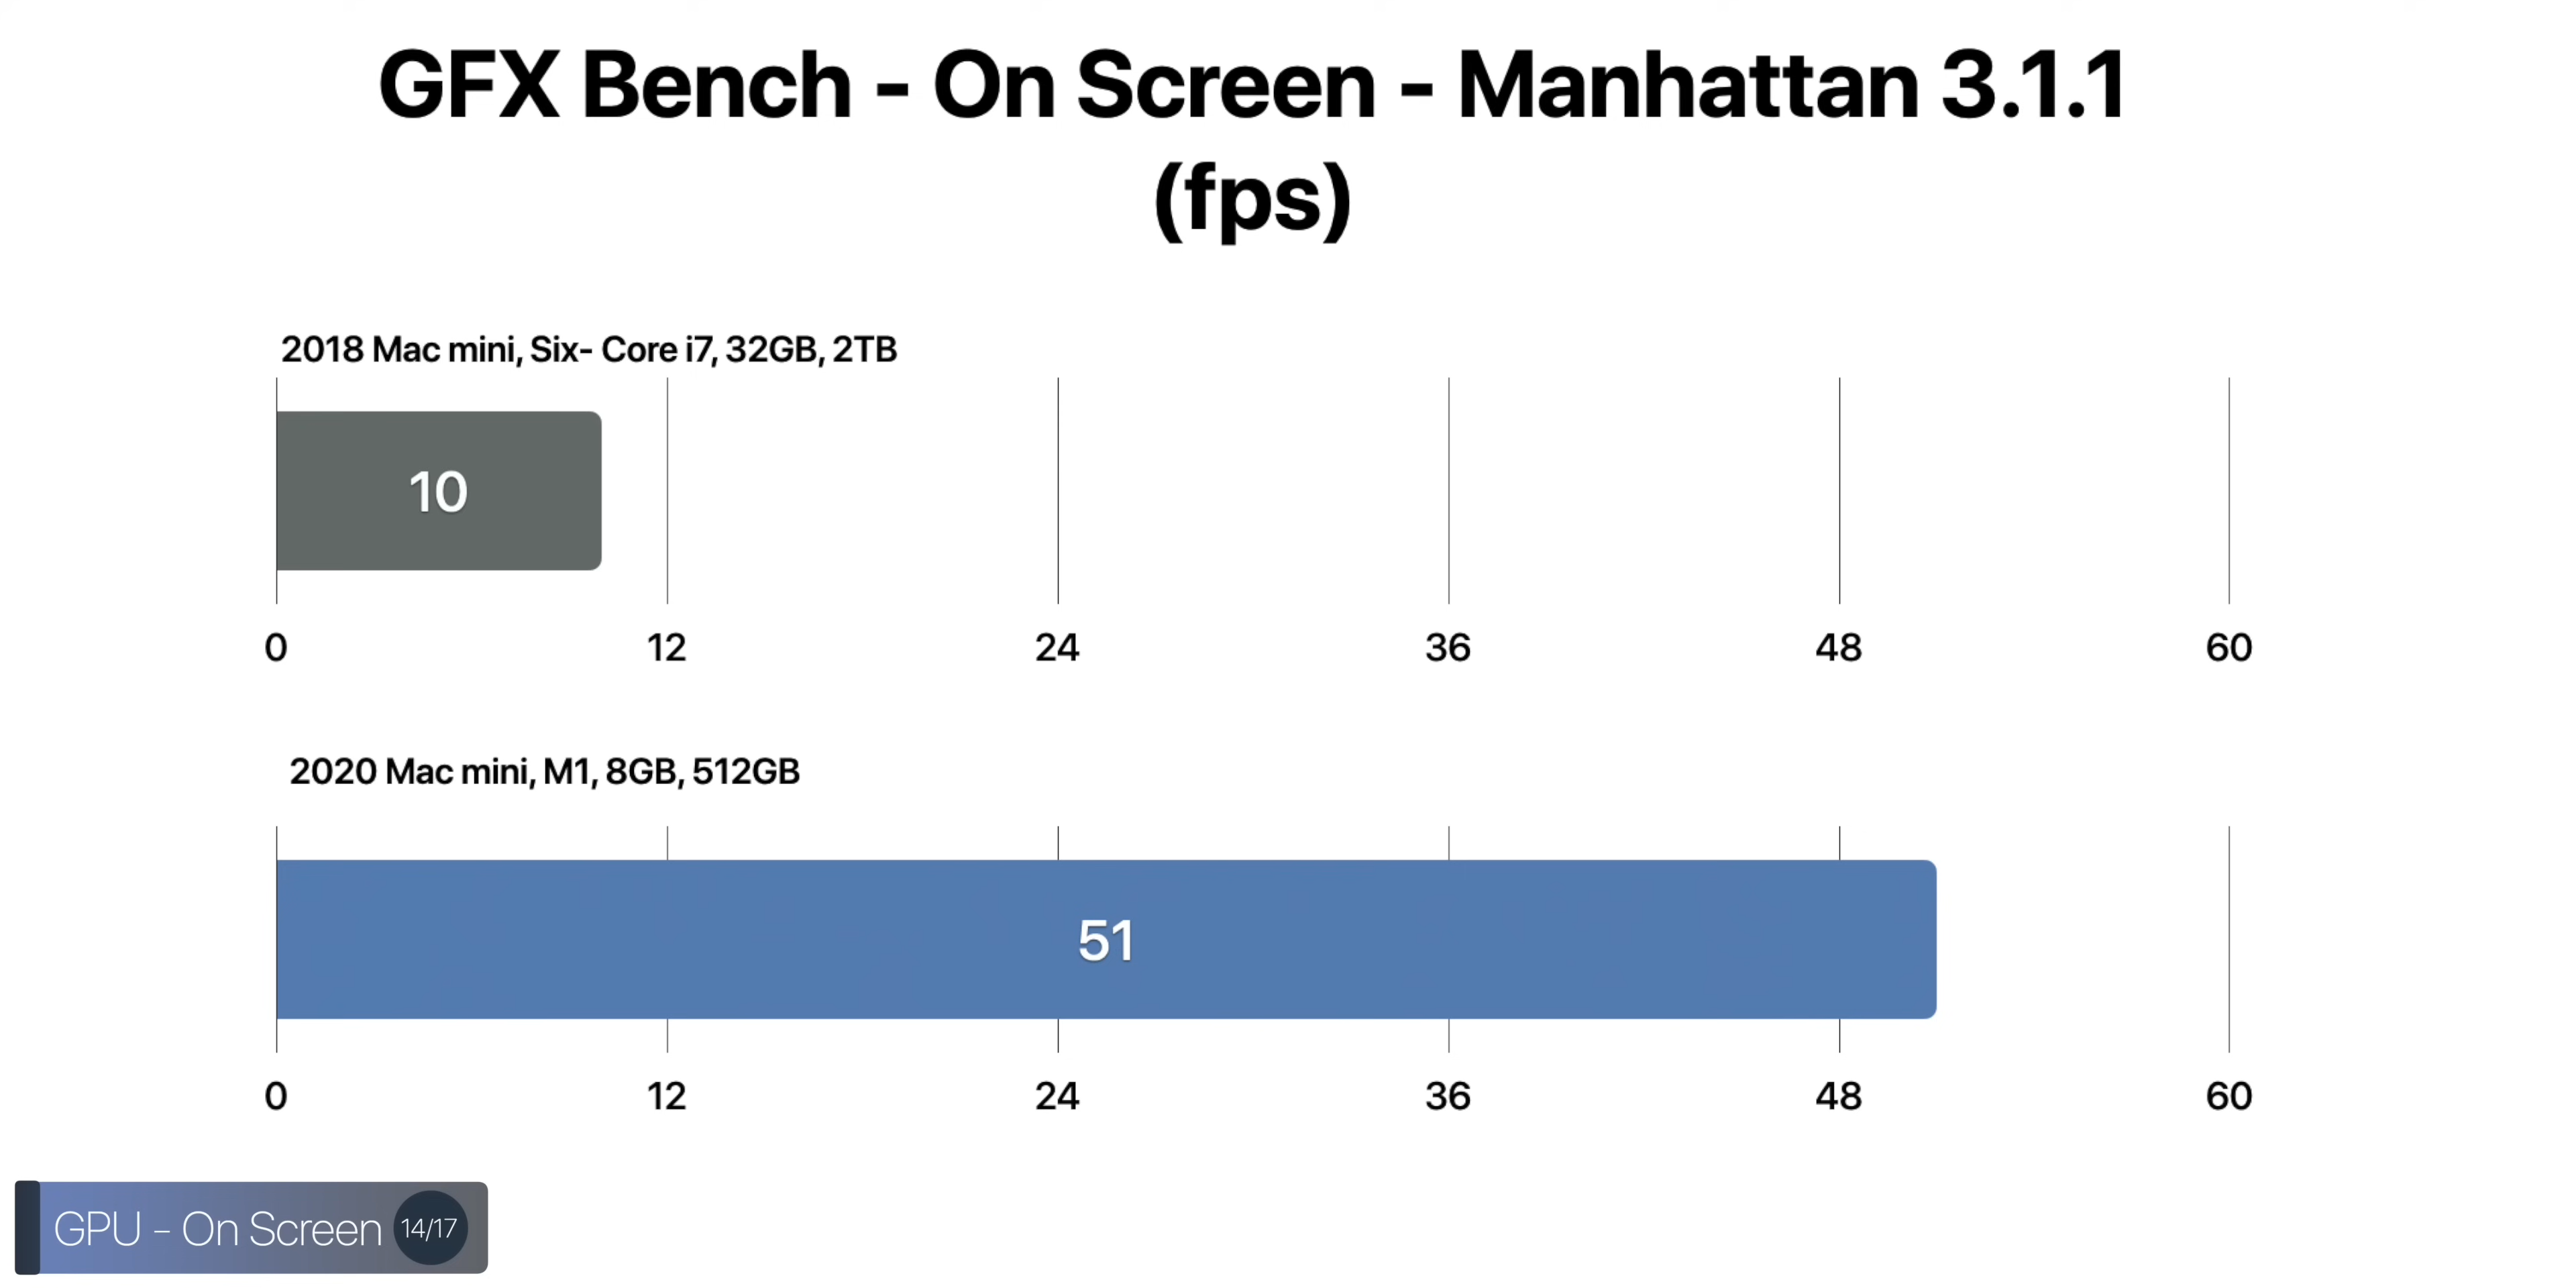 GFX Bench - On Screen - Manhattan 3.1.1
(fps)
2018 Mac mini, Six- Core i7, 32GB, 2TB
10
0 12 24 36 48 60
2020 Mac mini, M1, 8GB, 512GB
51
0 12 24 36 48 60
GPU - On Screen 14/17